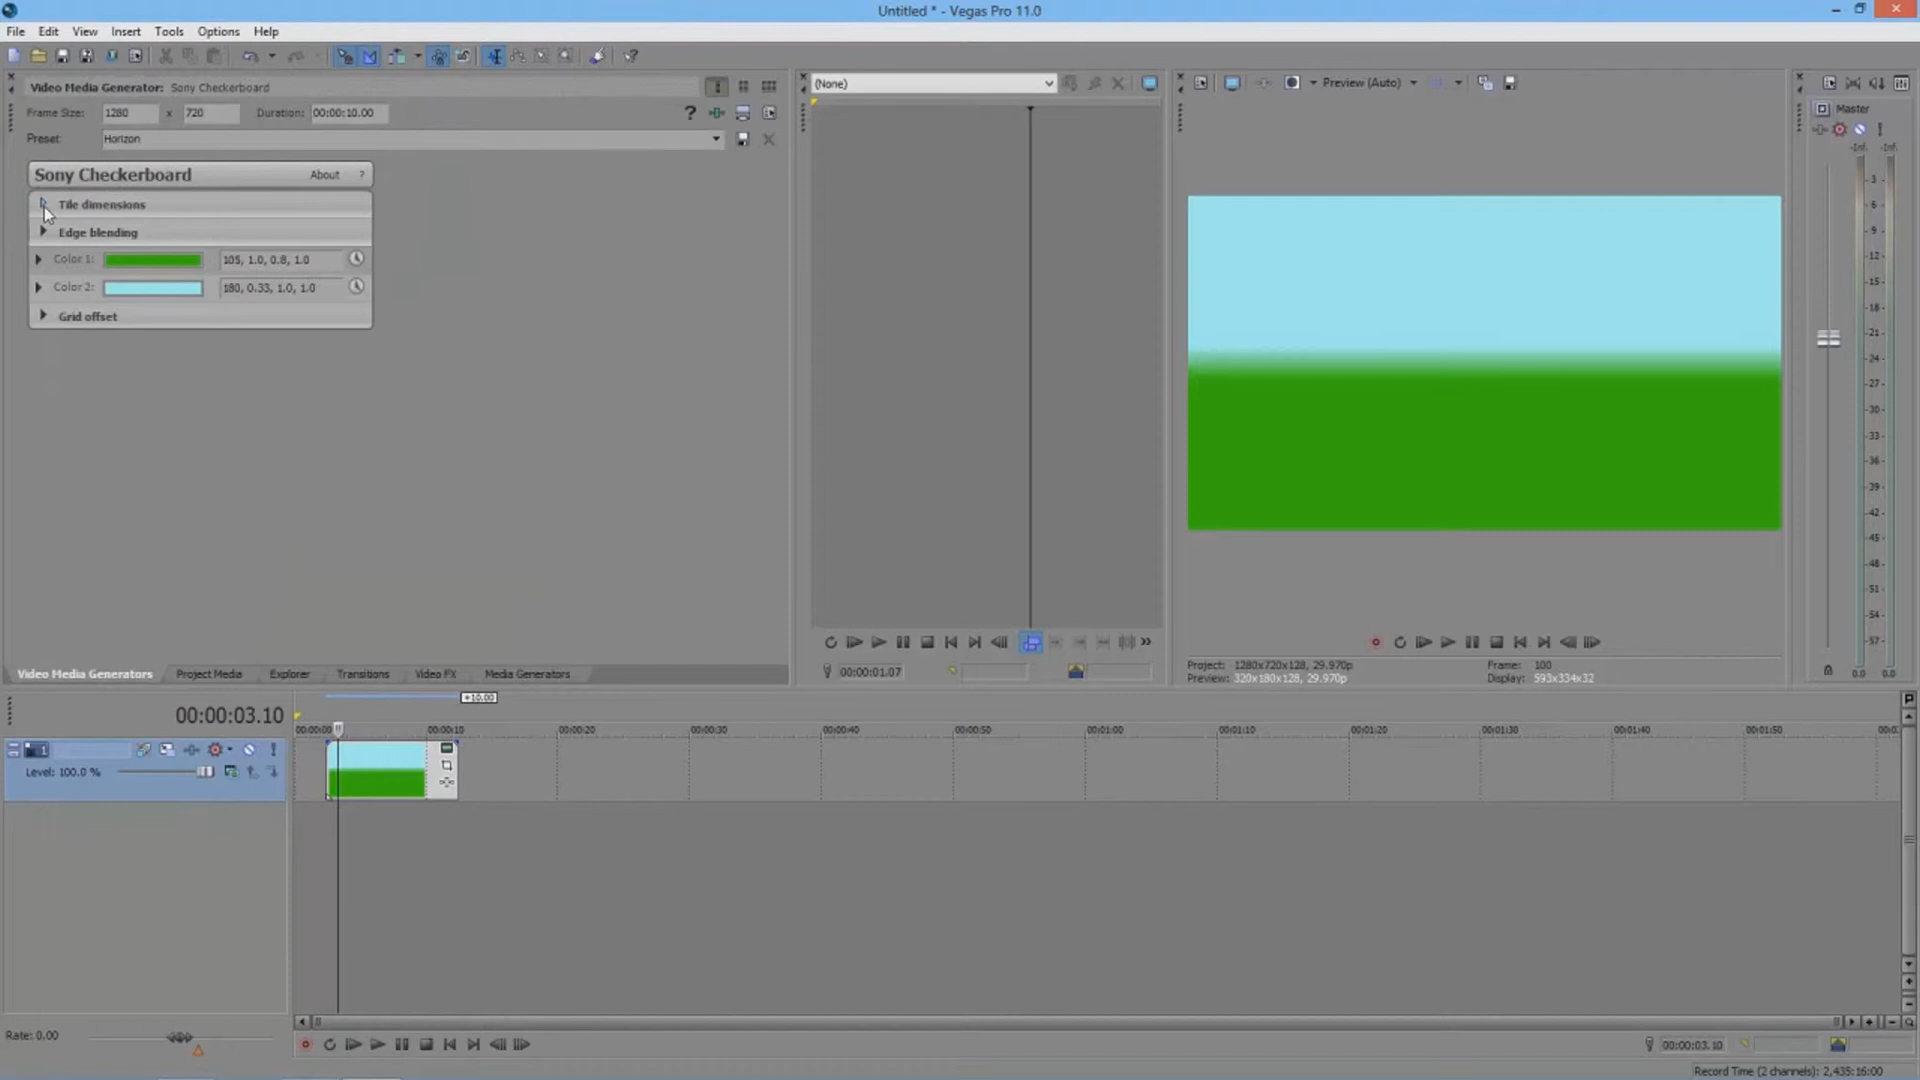 Untitled * - Vegas Pro 11.0
File Edit View Insert Tools Options Help
Video Media Generator: Sony Checkerboard
Frame Size: 1280 x 720 Duration: 00:00:10.00 ?
Preset: Horizon
Sony Checkerboard About ?
Tile dimensions
Edge blending
Color 1: 105, 1.0, 0.8, 1.0
Color 2: 180, 0.33, 1.0, 1.0
Grid offset
(None)
Preview (Auto)
Master
-Inf. -Inf.
-3-
-6-
-9-
-12-
-15-
-18-
-21-
-24-
-27-
-30-
-33-
-36-
-39-
-42-
-45-
-48-
-51-
-54-
-57-
0.0 0.0
00:00:01.07
Project: 1280x720x128, 29.970p
Preview: 320x180x128, 29.970p
Frame: 100
Display: 593x334x32
Video Media Generators Project Media Explorer Transitions Video FX Media Generators
+10.00
00:00:03.10
00:00:00 00:00:10 00:00:20 00:00:30 00:00:40 00:00:50 00:01:00 00:01:10 00:01:20 00:01:30 00:01:40 00:01:50 00:0
1
Level: 100.0 %
Rate: 0.00
00:00:03.10
Record Time (2 channels): 2,435:16:00